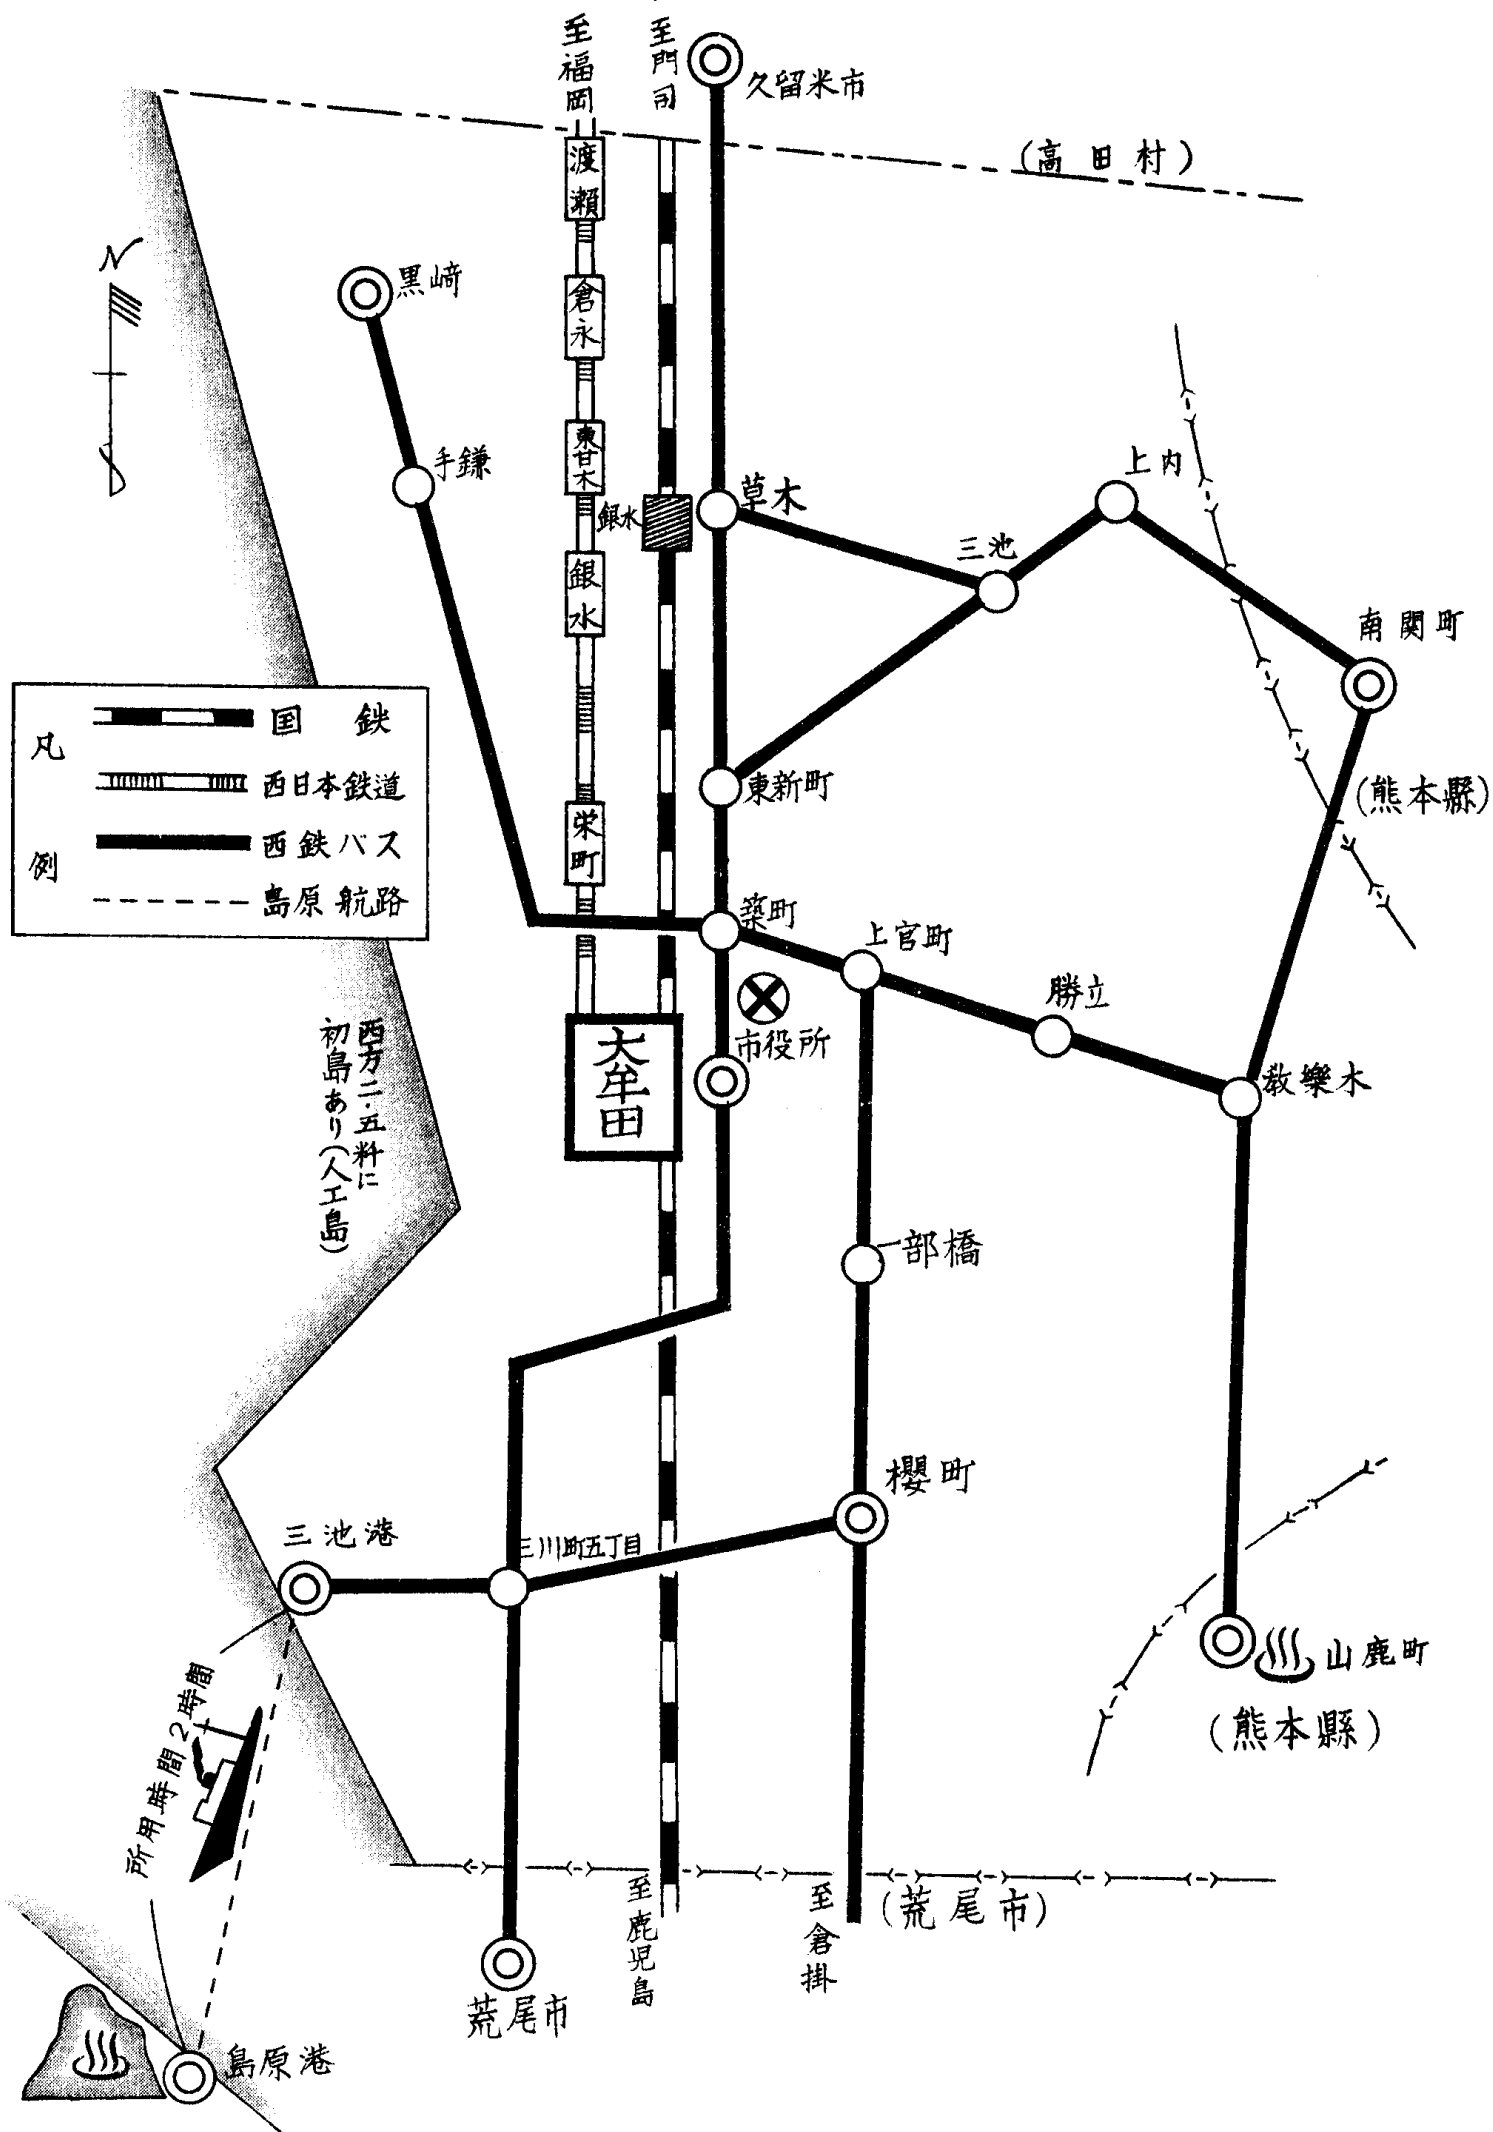 至福岡
至門司
久留米市
(高田村)
渡瀬
N
黒崎
倉永
手鎌
東甘木
銀水
草木
上内
三池
銀水
南関町
(熊本縣)
凡例
国鉄
西日本鉄道
西鉄バス
島原航路
東新町
栄町
築町
上官町
勝立
市役所
教樂木
大牟田
西方二・五粁に
初島あり(人工島)
一部橋
櫻町
三池港
三川町五丁目
山鹿町
(熊本縣)
所用時間2時間
至鹿児島
至倉掛
(荒尾市)
荒尾市
島原港